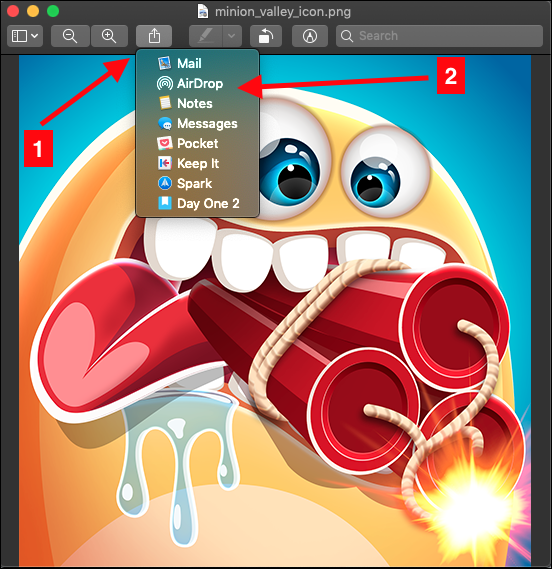 minion_valley_icon.png
Search
Mail
AirDrop
Notes
Messages
Pocket
Keep It
Spark
Day One 2
1
2